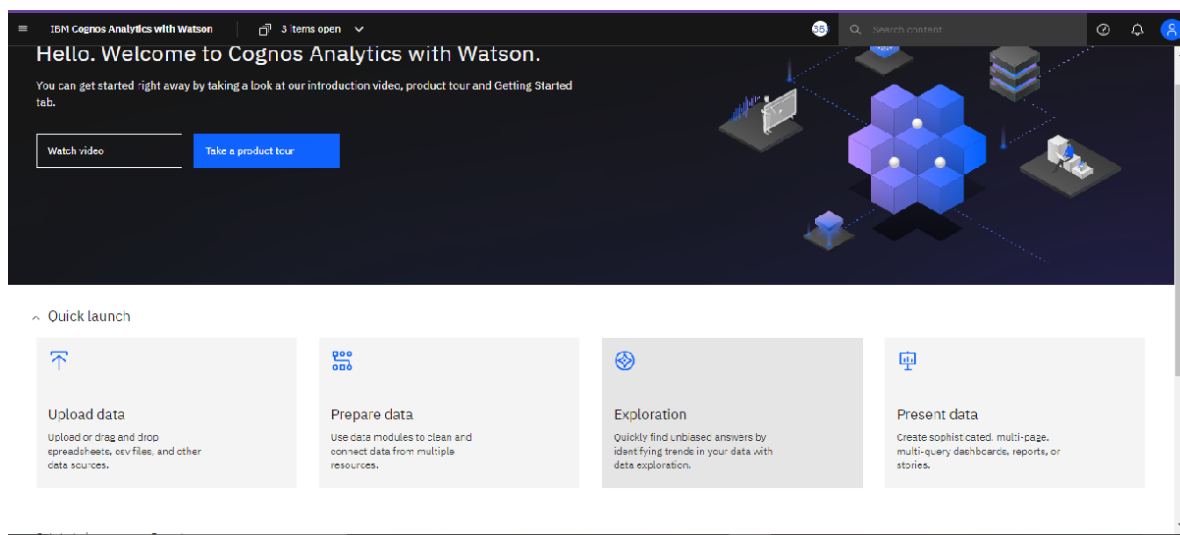 IBM Cognos Analytics with Watson
3 items open
35
Search content
Hello. Welcome to Cognos Analytics with Watson.
You can get started right away by taking a look at our introduction video, product tour and Getting Started
tab.
Watch video
Take a product tour
Quick launch
Upload data
Upload or drag and drop
spreadsheets, csv files, and other
data sources.
Prepare data
Use data modules to clean and
connect data from multiple
resources.
Exploration
Quickly find unbiased answers by
identifying trends in your data with
data exploration.
Present data
Create sophisticated, multi-page,
multi-query dashboards, reports, or
stories.